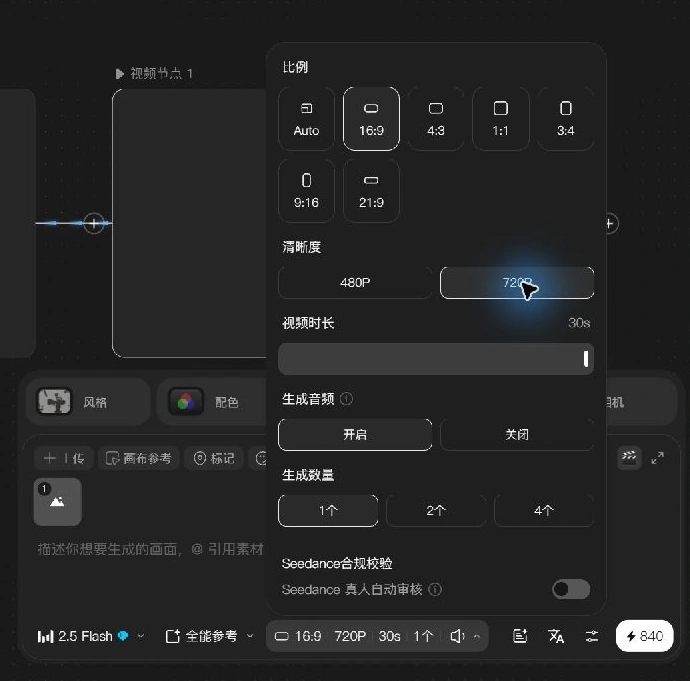 视频节点 1
比例
Auto
16:9
4:3
1:1
3:4
9:16
21:9
清晰度
480P
720P
视频时长
30s
生成音频
开启
关闭
生成数量
1个
2个
4个
Seedance合规校验
Seedance 真人自动审核
风格
配色
相机
上传
画布参考
标记
1
描述你想要生成的画面，@ 引用素材
2.5 Flash
全能参考
16:9
720P
30s
1个
840